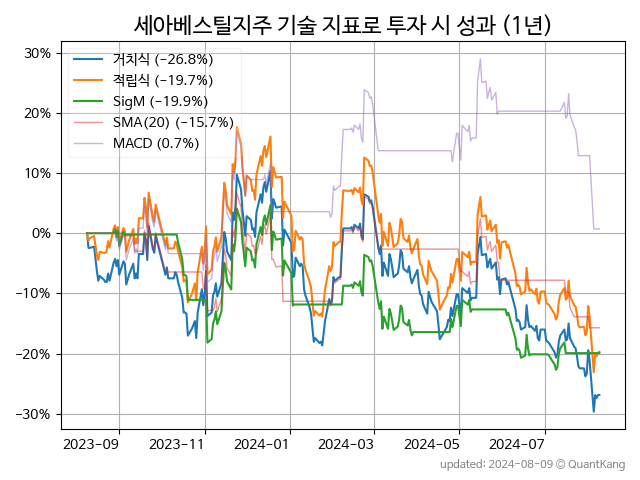 세아베스틸지주 기술 지표로 투자 시 성과 (1년)
거치식 (-26.8%)
적립식 (-19.7%)
SigM (-19.9%)
SMA(20) (-15.7%)
MACD (0.7%)
30%
20%
10%
0%
-10%
-20%
-30%
2023-09 2023-11 2024-01 2024-03 2024-05 2024-07
updated: 2024-08-09 © QuantKang